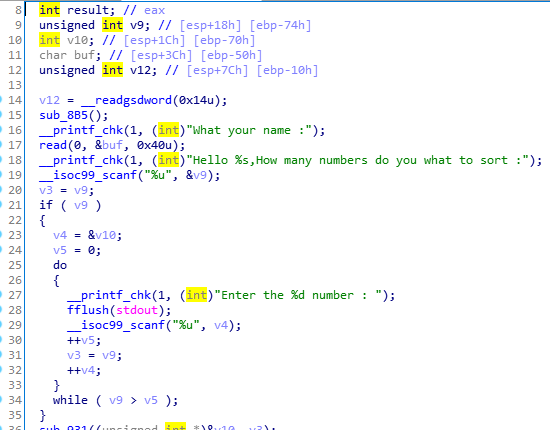 8 int result; // eax
9 unsigned int v9; // [esp+18h] [ebp-74h]
10 int v10; // [esp+1Ch] [ebp-70h]
11 char buf; // [esp+3Ch] [ebp-50h]
12 unsigned int v12; // [esp+7Ch] [ebp-10h]
13
14 v12 = __readgsdword(0x14u);
15 sub_8B5();
16 __printf_chk(1, (int)"What your name :");
17 read(0, &buf, 0x40u);
18 __printf_chk(1, (int)"Hello %s,How many numbers do you what to sort :");
19 __isoc99_scanf("%u", &v9);
20 v3 = v9;
21 if ( v9 )
22 {
23 v4 = &v10;
24 v5 = 0;
25 do
26 {
27 __printf_chk(1, (int)"Enter the %d number : ");
28 fflush(stdout);
29 __isoc99_scanf("%u", v4);
30 ++v5;
31 v3 = v9;
32 ++v4;
33 }
34 while ( v9 > v5 );
35 }
36 sub_931((unsigned int *)&v10, v3);